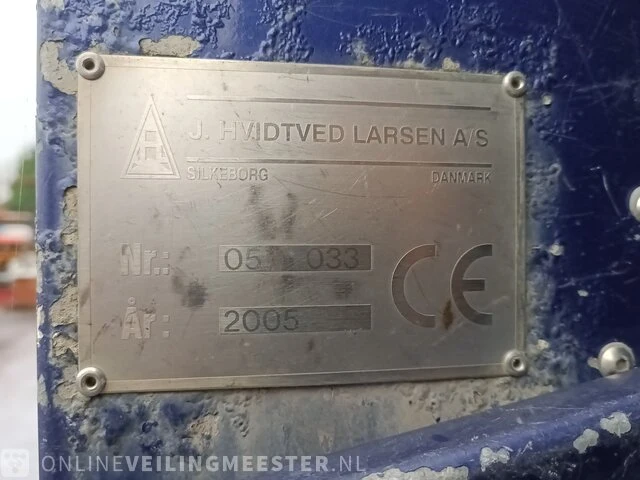 J. HVIDTVED LARSEN A/S
SILKEBORG DANMARK
Nr.: 033
År: 2005
CE
ONLINEVEILINGMEESTER.NL